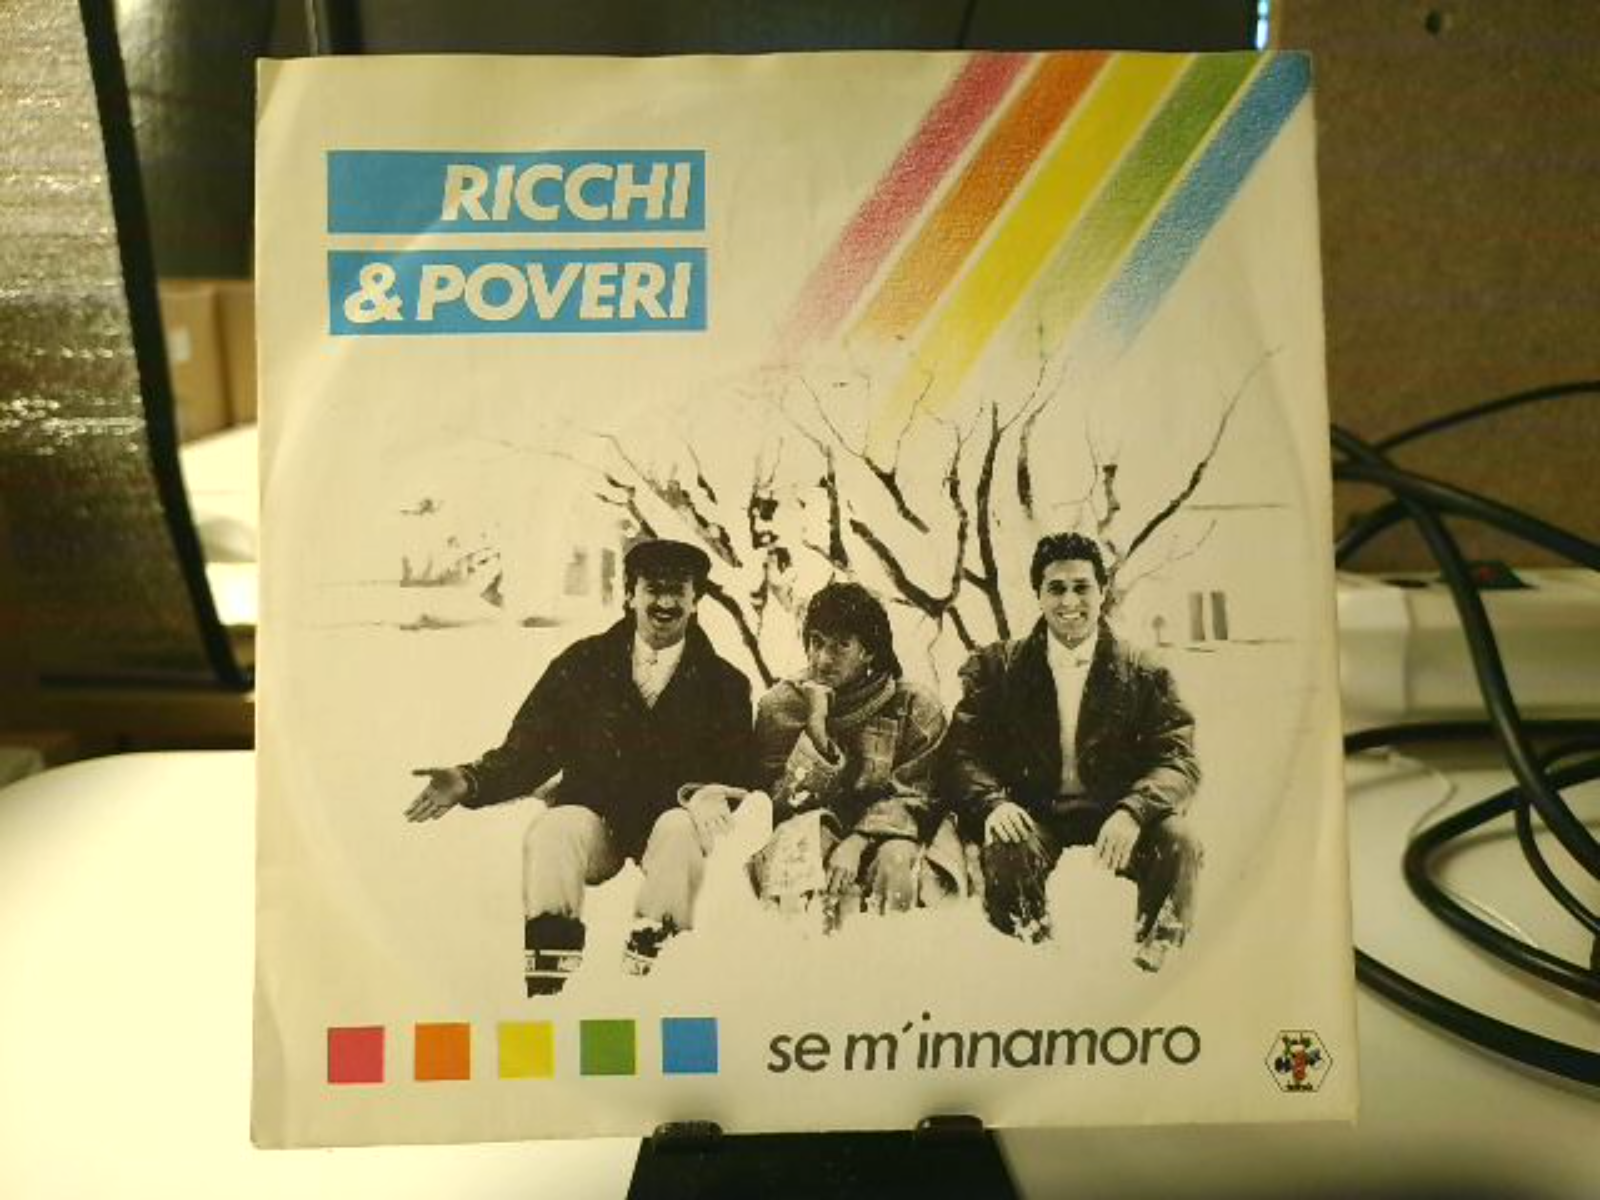 RICCHI
& POVERI
se m'innamoro